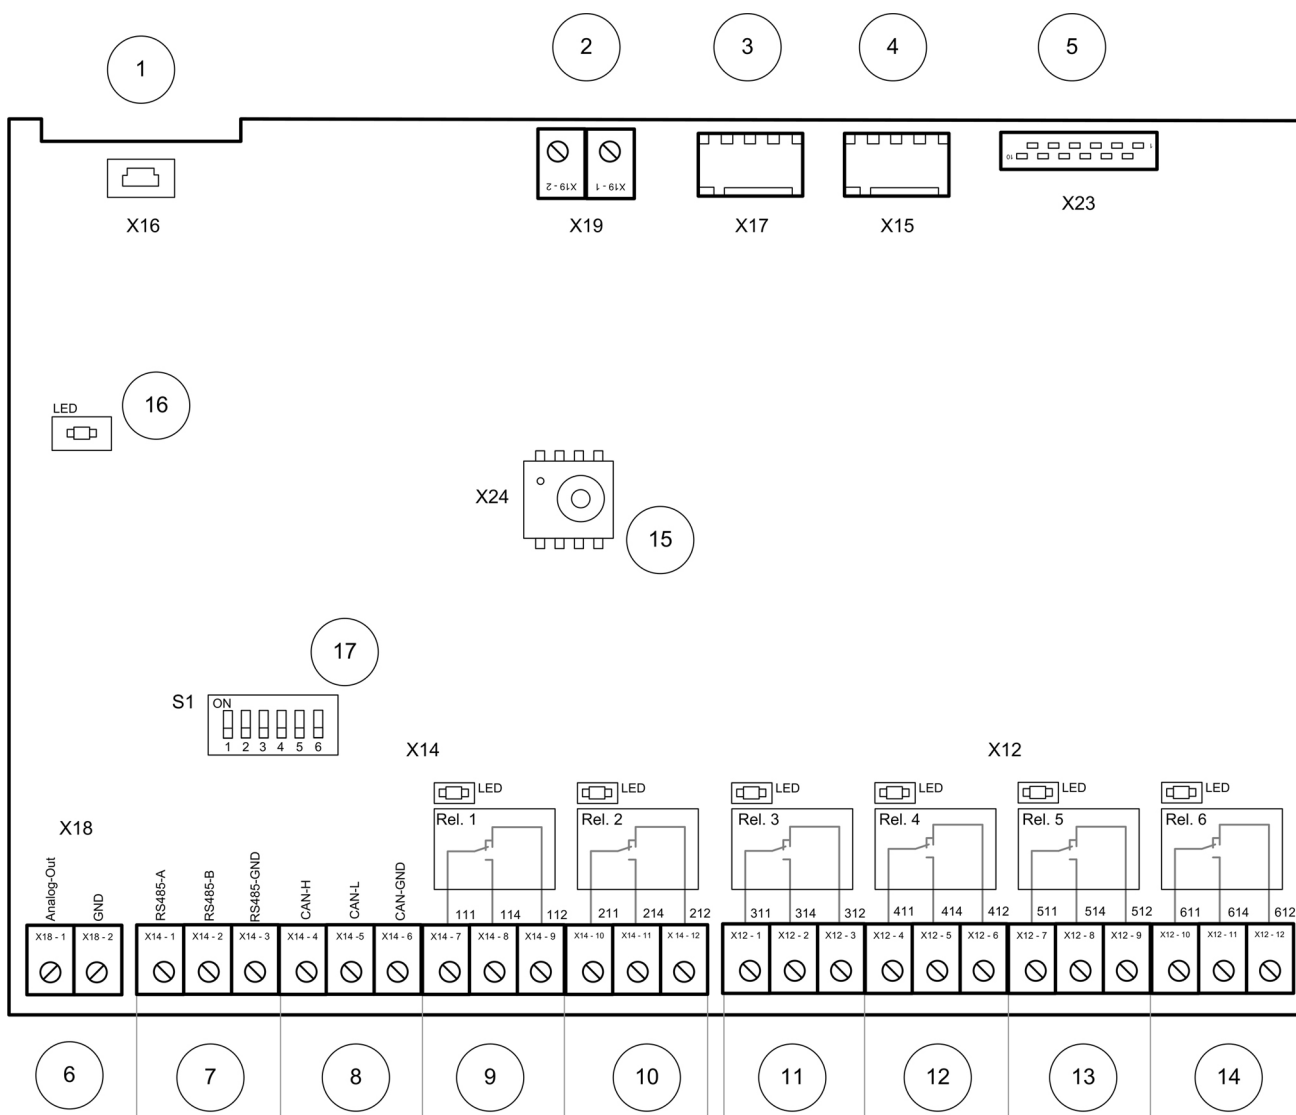 1
2
3
4
5
X19 - 2
X19 - 1
10
1
X16
X19
X17
X15
X23
LED
16
X24
15
17
S1
ON
1 2 3 4 5 6
X14
X12
LED
LED
LED
LED
LED
LED
Rel. 1
Rel. 2
Rel. 3
Rel. 4
Rel. 5
Rel. 6
X18
Analog-Out
GND
RS485-A
RS485-B
RS485-GND
CAN-H
CAN-L
CAN-GND
111 114 112
211 214 212
311 314 312
411 414 412
511 514 512
611 614 612
X18 - 1 X18 - 2
X14 - 1 X14 - 2 X14 - 3 X14 - 4 X14 -5 X14 - 6 X14 - 7 X14 - 8 X14 - 9 X14 - 10 X14 - 11 X14 - 12
X12 - 1 X12 - 2 X12 - 3 X12 - 4 X12 - 5 X12 - 6 X12 - 7 X12 - 8 X12 - 9 X12 - 10 X12 - 11 X12 - 12
6
7
8
9
10
11
12
13
14